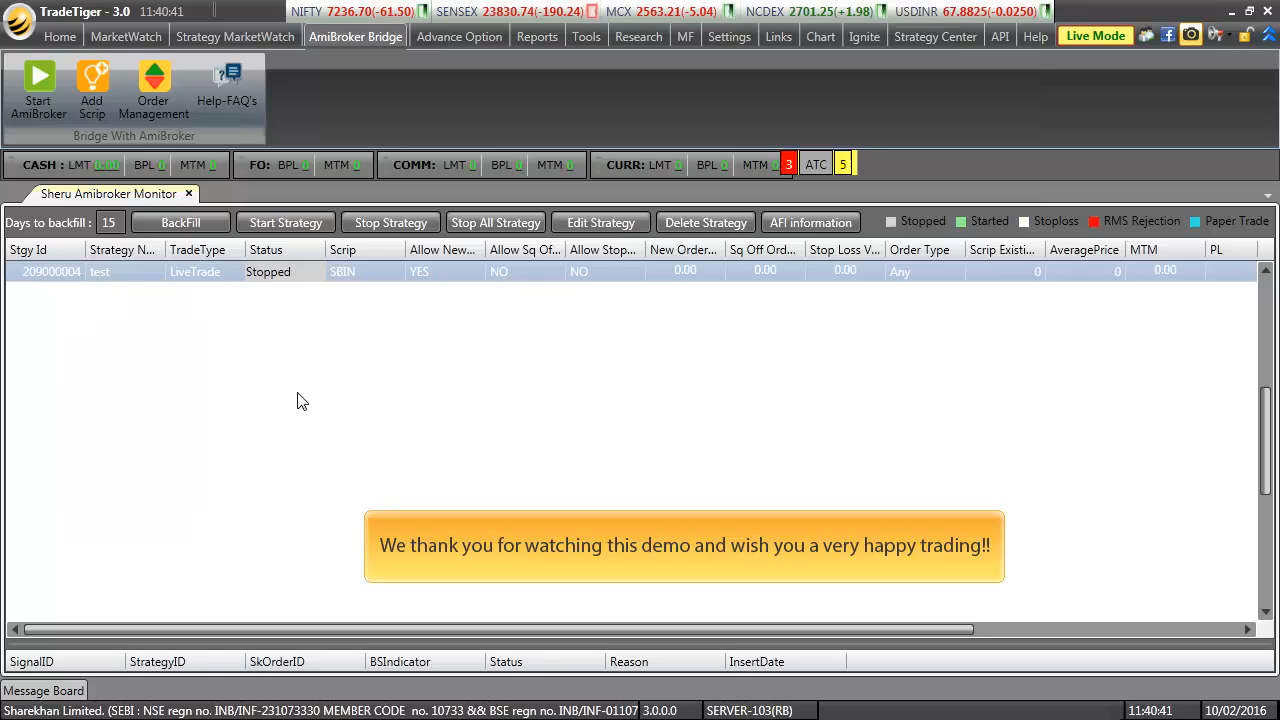 TradeTiger - 3.0 11:40:41 NIFTY 7236.70(-61.50) SENSEX 23830.74(-190.24) MCX 2563.21(-5.04) NCDEX 2701.25(+1.98) USDINR 67.8825(-0.0250)
Home MarketWatch Strategy MarketWatch AmiBroker Bridge Advance Option Reports Tools Research MF Settings Links Chart Ignite Strategy Center API Help Live Mode
Start AmiBroker
Add Scrip
Order Management
Help-FAQ's
Bridge With AmiBroker
CASH : LMT 0.00 BPL 0 MTM 0 FO: BPL 0 MTM 0 COMM: LMT 0 BPL 0 MTM 0 CURR: LMT 0 BPL 0 MTM 3 ATC 5
Sheru Amibroker Monitor
Days to backfill : 15 BackFill Start Strategy Stop Strategy Stop All Strategy Edit Strategy Delete Strategy AFI information Stopped Started Stoploss RMS Rejection Paper Trade
Stgy Id Strategy N... TradeType Status Scrip Allow New... Allow Sq Of... Allow Stop... New Order... Sq Off Ord... Stop Loss V... Order Type Scrip Existi... AveragePrice MTM PL
209000004 test LiveTrade Stopped SBIN YES NO NO 0.00 0.00 0.00 Any 0 0 0.00
We thank you for watching this demo and wish you a very happy trading!!
SignalID StrategyID SkOrderID BSIndicator Status Reason InsertDate
Message Board
Sharekhan Limited. (SEBI : NSE regn no. INB/INF-231073330 MEMBER CODE no. 10733 && BSE regn no. INB/INF-01107 3.0.0.0 SERVER-103(RB) 11:40:41 10/02/2016